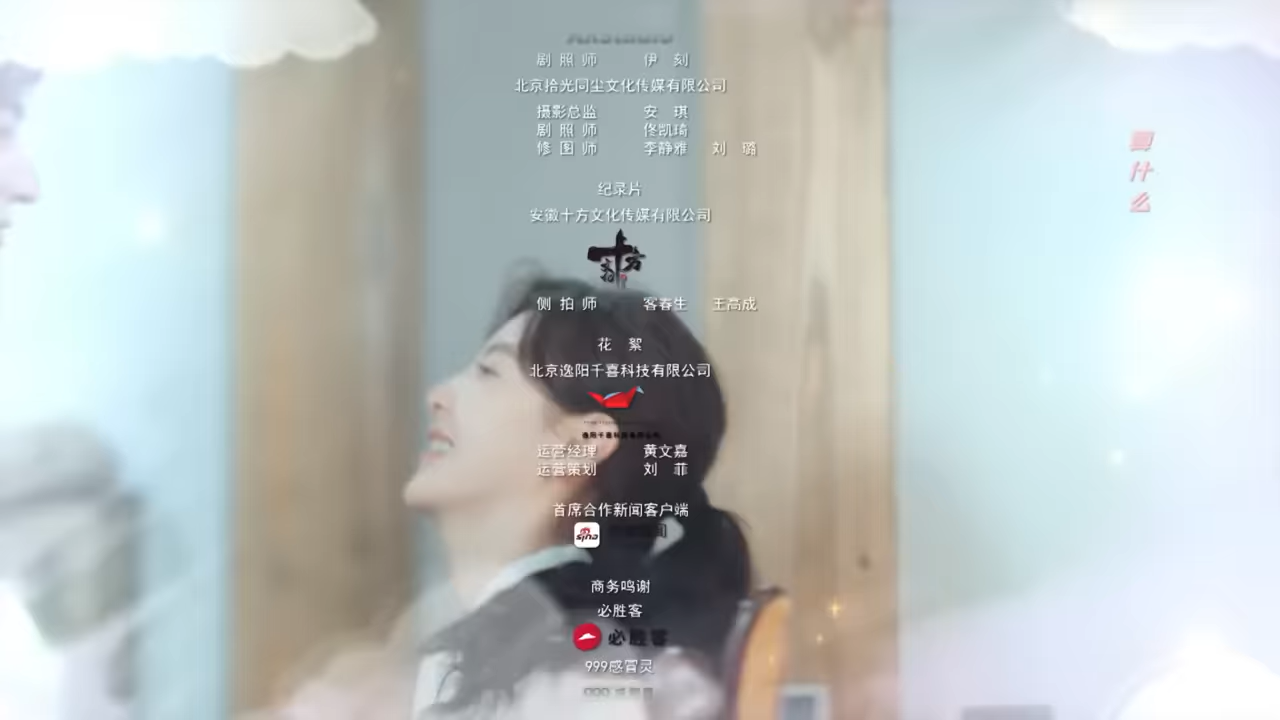 剧 照 师 伊 刻
北京拾光同尘文化传媒有限公司
摄影总监 安 琪
剧 照 师 佟凯琦
修 图 师 李静雅 刘 璐
纪录片
安徽十方文化传媒有限公司
十方
侧 拍 师 客春生 王高成
花 絮
北京逸阳千喜科技有限公司
运营经理 黄文嘉
运营策划 刘 菲
首席合作新闻客户端
sina
商务鸣谢
必胜客
必胜客
999感冒灵
什
么